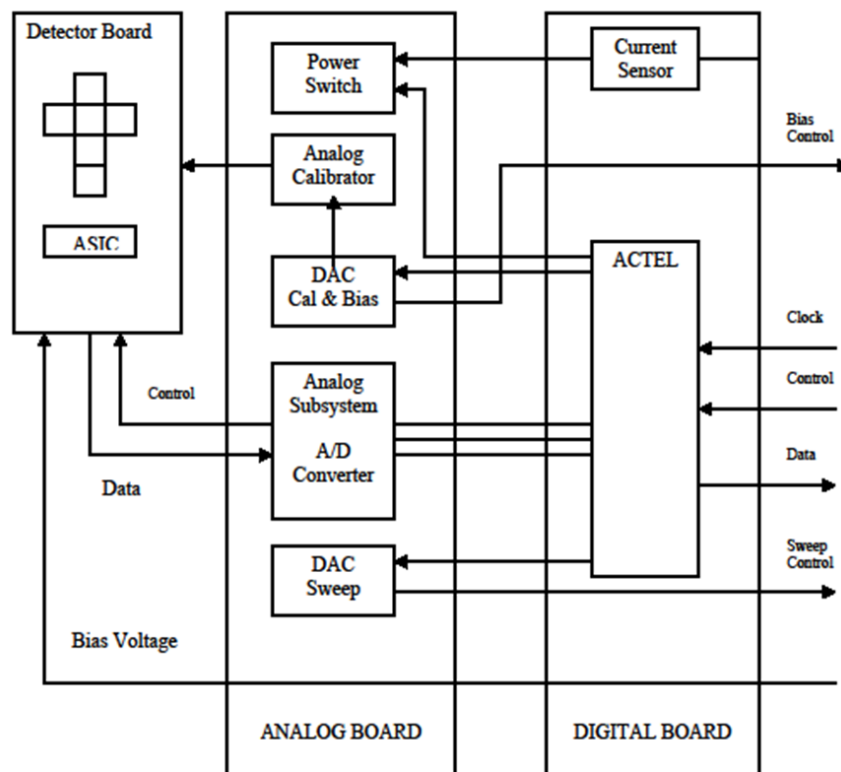 Detector Board
ASIC
Power
Switch
Analog
Calibrator
DAC
Cal & Bias
Analog
Subsystem
A/D
Converter
DAC
Sweep
Current
Sensor
ACTEL
Bias
Control
Clock
Control
Data
Sweep
Control
Control
Data
Bias Voltage
ANALOG BOARD
DIGITAL BOARD